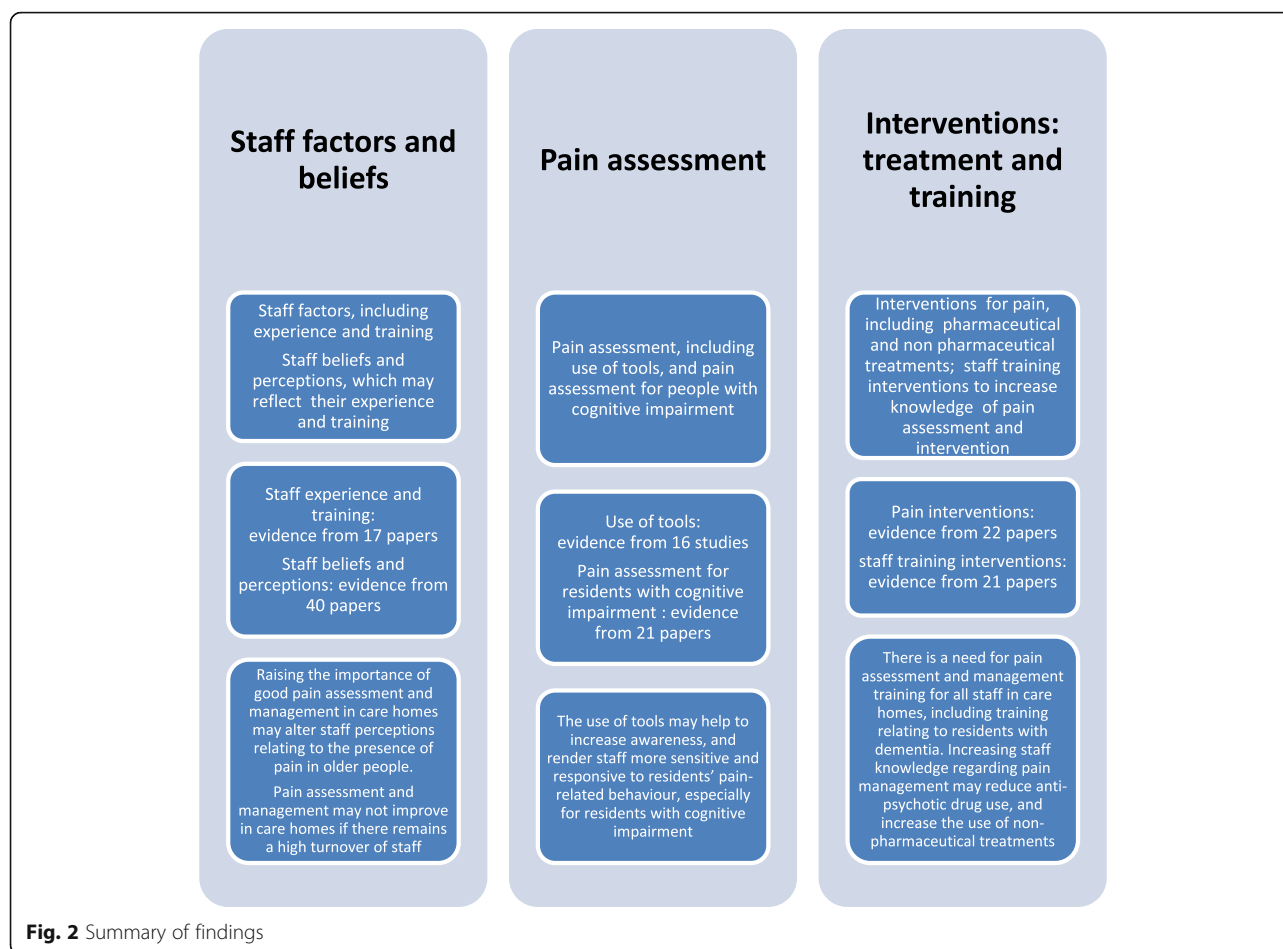 Staff factors and
beliefs
Staff factors, including
experience and training
Staff beliefs and
perceptions, which may
reflect their experience
and training
Staff experience and
training:
evidence from 17 papers
Staff beliefs and
perceptions: evidence from
40 papers
Raising the importance of
good pain assessment and
management in care homes
may alter staff perceptions
relating to the presence of
pain in older people.
Pain assessment and
management may not improve
in care homes if there remains
a high turnover of staff
Pain assessment
Pain assessment, including
use of tools, and pain
assessment for people with
cognitive impairment
Use of tools:
evidence from 16 studies
Pain assessment for
residents with cognitive
impairment : evidence
from 21 papers
The use of tools may help to
increase awareness, and
render staff more sensitive and
responsive to residents’ pain-
related behaviour, especially
for residents with cognitive
impairment
Interventions:
treatment and
training
Interventions for pain,
including pharmaceutical
and non pharmaceutical
treatments; staff training
interventions to increase
knowledge of pain
assessment and
intervention
Pain interventions:
evidence from 22 papers
staff training interventions:
evidence from 21 papers
There is a need for pain
assessment and management
training for all staff in care
homes, including training
relating to residents with
dementia. Increasing staff
knowledge regarding pain
management may reduce anti-
psychotic drug use, and
increase the use of non-
pharmaceutical treatments
Fig. 2 Summary of findings